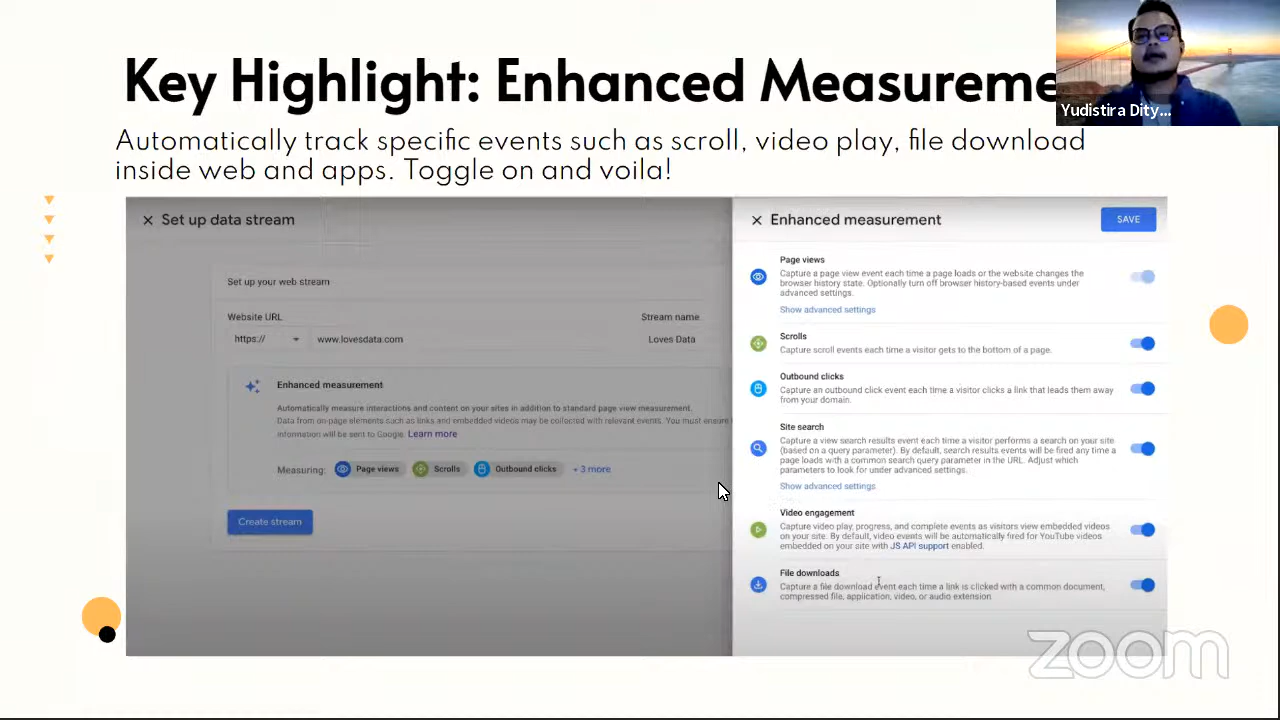 Key Highlight: Enhanced Measureme
Yudistira Dity...
Automatically track specific events such as scroll, video play, file download
inside web and apps. Toggle on and voila!
Set up data stream
Set up your web stream
Website URL
Stream name
https://
www.lovesdata.com
Loves Data
Enhanced measurement
Automatically measure interactions and content on your sites in addition to standard page view measurement.
Data from on-page elements such as links and embedded videos may be collected with relevant events. You must ensure
information will be sent to Google. Learn more
Measuring:
Page views
Scrolls
Outbound clicks
+ 3 more
Create stream
Enhanced measurement
SAVE
Page views
Capture a page view event each time a page loads or the website changes the
browser history state. Optionally turn off browser history-based events under
advanced settings.
Show advanced settings
Scrolls
Capture scroll events each time a visitor gets to the bottom of a page.
Outbound clicks
Capture an outbound click event each time a visitor clicks a link that leads them away
from your domain.
Site search
Capture a view search results event each time a visitor performs a search on your site
(based on a query parameter). By default, search results events will be fired any time a
page loads with a common search query parameter in the URL. Adjust which
parameters to look for under advanced settings.
Show advanced settings
Video engagement
Capture video play, progress, and complete events as visitors view embedded videos
on your site. By default, video events will be automatically fired for YouTube videos
embedded on your site with JS API support enabled.
File downloads
Capture a file download event each time a link is clicked with a common document,
compressed file, application, video, or audio extension
zoom